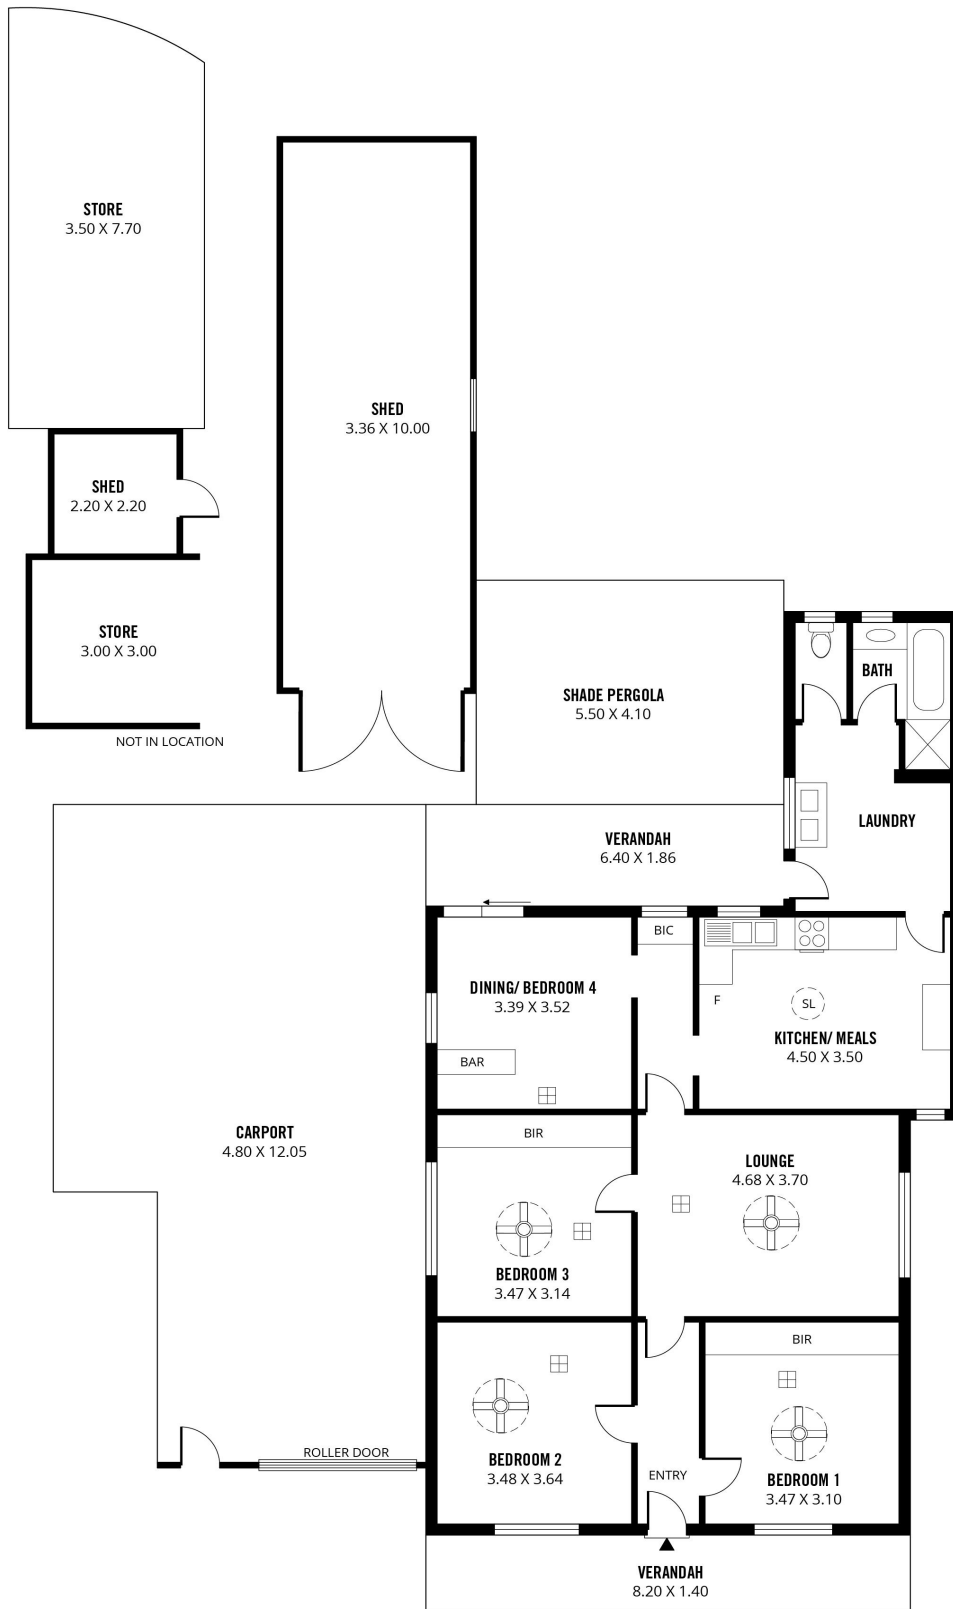 STORE
3.50 X 7.70
SHED
3.36 X 10.00
SHED
2.20 X 2.20
STORE
3.00 X 3.00
NOT IN LOCATION
SHADE PERGOLA
5.50 X 4.10
BATH
LAUNDRY
VERANDAH
6.40 X 1.86
BIC
DINING/ BEDROOM 4
3.39 X 3.52
F
SL
KITCHEN/ MEALS
4.50 X 3.50
BAR
CARPORT
4.80 X 12.05
BIR
LOUNGE
4.68 X 3.70
BEDROOM 3
3.47 X 3.14
BIR
ROLLER DOOR
BEDROOM 2
3.48 X 3.64
ENTRY
BEDROOM 1
3.47 X 3.10
VERANDAH
8.20 X 1.40